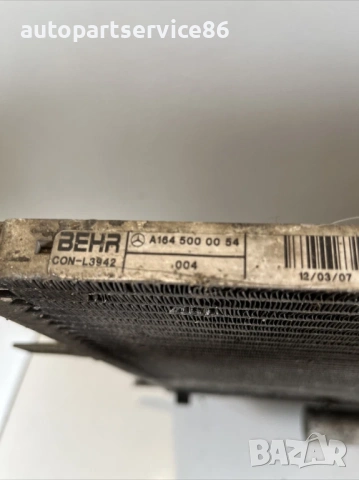 autopartservice86
BEHR A164 500 00 54
CON-L3942 004
12/03/07
BAZAR